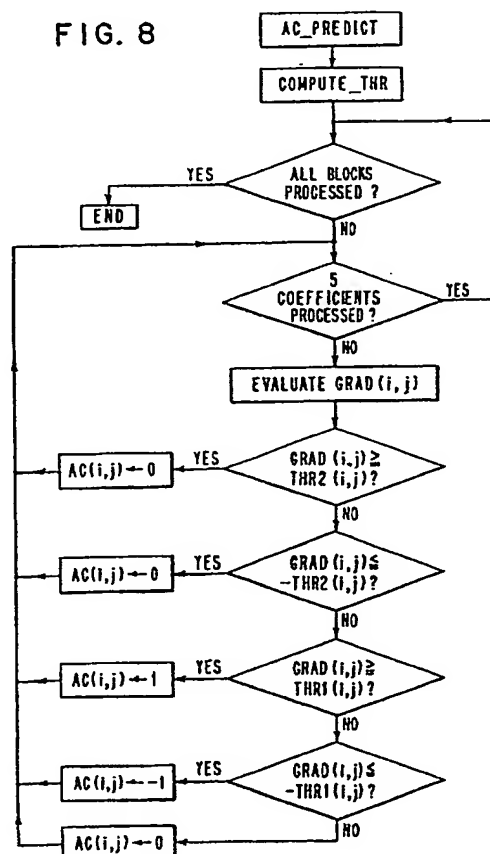 FIG. 8
AC_PREDICT
COMPUTE_THR
ALL BLOCKS
PROCESSED ?
YES
END
NO
5
COEFFICIENTS
PROCESSED ?
YES
NO
EVALUATE GRAD(i,j)
GRAD (i,j)≧
THR2(i,j)?
YES
AC(i,j)←0
NO
GRAD(i,j)≦
-THR2(i,j)?
YES
AC(i,j)←0
NO
GRAD(i,j)≧
THR1(i,j)?
YES
AC(i,j)←1
NO
GRAD(i,j)≦
-THR1(i,j)?
YES
AC(i,j)←-1
NO
AC(i,j)←0